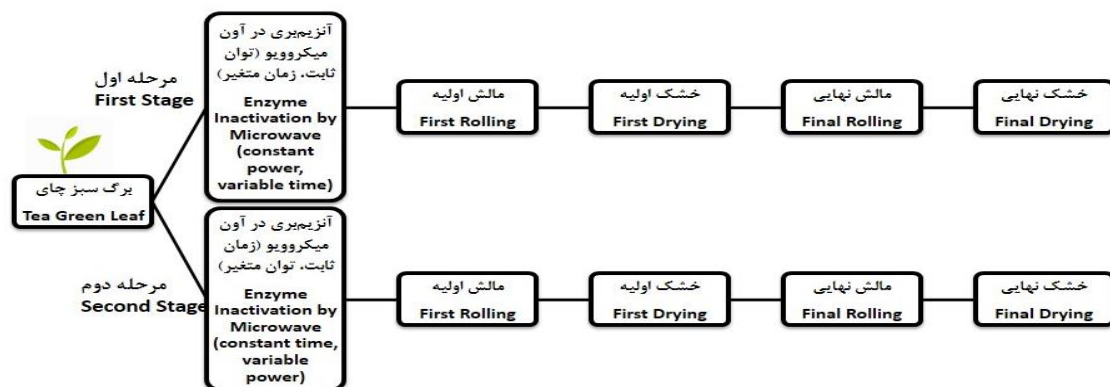 برگ سبز چای
Tea Green Leaf
مرحله اول
First Stage
آنزیم‌بری در آون
میکروویو (توان
ثابت، زمان متغیر)
Enzyme
Inactivation by
Microwave
(constant
power,
variable time)
مالش اولیه
First Rolling
خشک اولیه
First Drying
مالش نهایی
Final Rolling
خشک نهایی
Final Drying
مرحله دوم
Second Stage
آنزیم‌بری در آون
میکروویو (زمان
ثابت، توان متغیر)
Enzyme
Inactivation by
Microwave
(constant time,
variable
power)
مالش اولیه
First Rolling
خشک اولیه
First Drying
مالش نهایی
Final Rolling
خشک نهایی
Final Drying